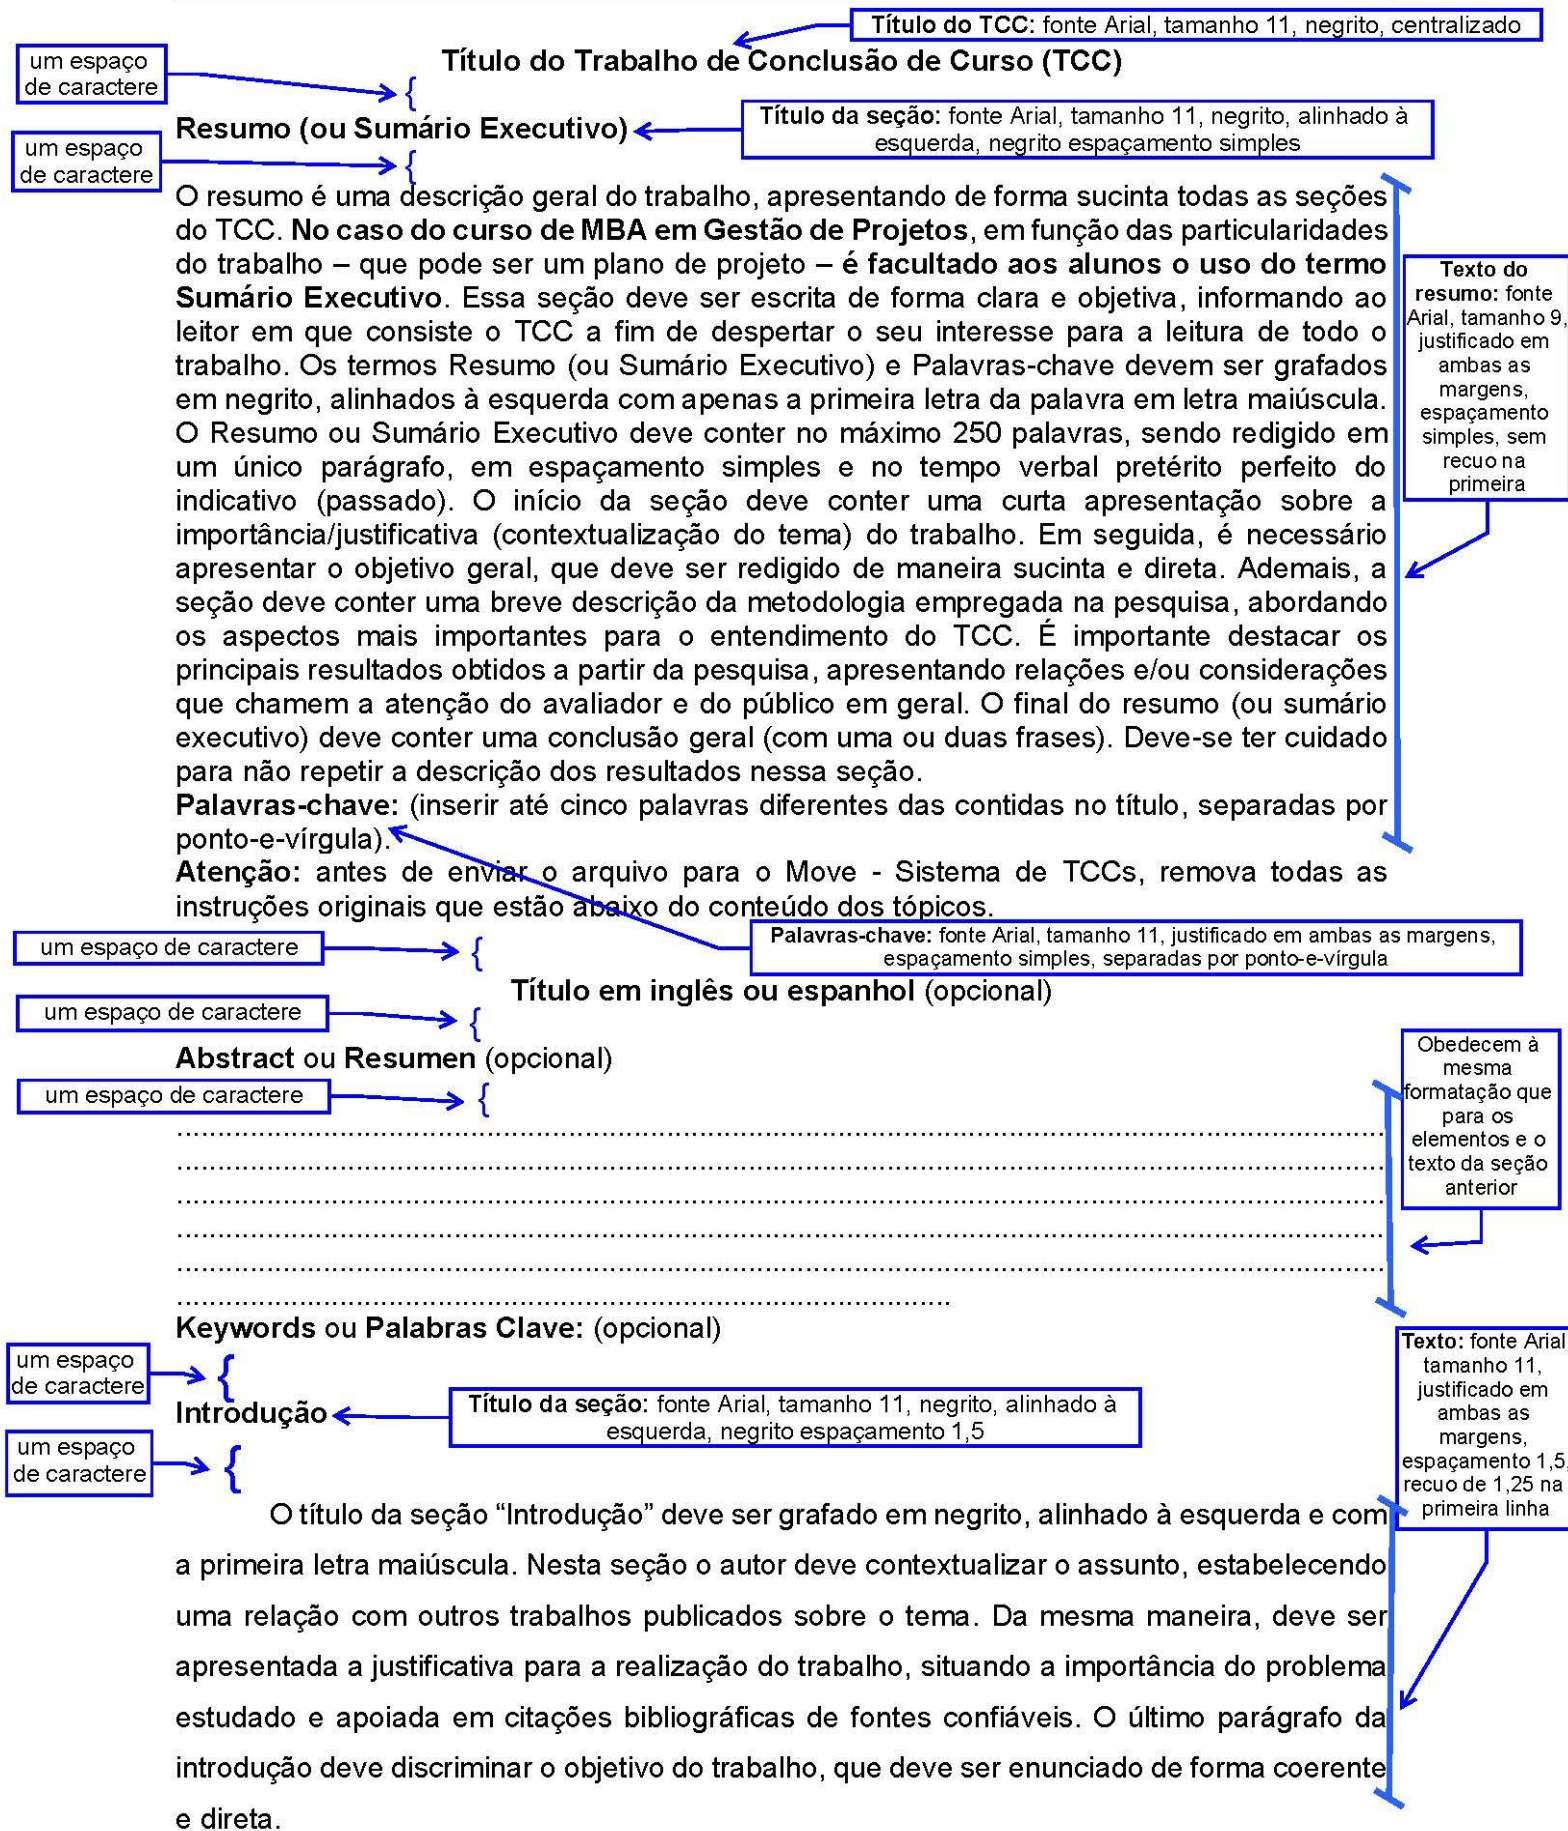 Título do TCC: fonte Arial, tamanho 11, negrito, centralizado
Título do Trabalho de Conclusão de Curso (TCC)
um espaço
de caractere
{
Resumo (ou Sumário Executivo)
Título da seção: fonte Arial, tamanho 11, negrito, alinhado à
esquerda, negrito espaçamento simples
um espaço
de caractere
{
O resumo é uma descrição geral do trabalho, apresentando de forma sucinta todas as seções
do TCC. No caso do curso de MBA em Gestão de Projetos, em função das particularidades
do trabalho – que pode ser um plano de projeto – é facultado aos alunos o uso do termo
Sumário Executivo. Essa seção deve ser escrita de forma clara e objetiva, informando ao
leitor em que consiste o TCC a fim de despertar o seu interesse para a leitura de todo o
trabalho. Os termos Resumo (ou Sumário Executivo) e Palavras-chave devem ser grafados
em negrito, alinhados à esquerda com apenas a primeira letra da palavra em letra maiúscula.
O Resumo ou Sumário Executivo deve conter no máximo 250 palavras, sendo redigido em
um único parágrafo, em espaçamento simples e no tempo verbal pretérito perfeito do
indicativo (passado). O início da seção deve conter uma curta apresentação sobre a
importância/justificativa (contextualização do tema) do trabalho. Em seguida, é necessário
apresentar o objetivo geral, que deve ser redigido de maneira sucinta e direta. Ademais, a
seção deve conter uma breve descrição da metodologia empregada na pesquisa, abordando
os aspectos mais importantes para o entendimento do TCC. É importante destacar os
principais resultados obtidos a partir da pesquisa, apresentando relações e/ou considerações
que chamem a atenção do avaliador e do público em geral. O final do resumo (ou sumário
executivo) deve conter uma conclusão geral (com uma ou duas frases). Deve-se ter cuidado
para não repetir a descrição dos resultados nessa seção.
Texto do
resumo: fonte
Arial, tamanho 9,
justificado em
ambas as
margens,
espaçamento
simples, sem
recuo na
primeira
Palavras-chave: (inserir até cinco palavras diferentes das contidas no título, separadas por
ponto-e-vírgula).
Atenção: antes de enviar o arquivo para o Move - Sistema de TCCs, remova todas as
instruções originais que estão abaixo do conteúdo dos tópicos.
Palavras-chave: fonte Arial, tamanho 11, justificado em ambas as margens,
espaçamento simples, separadas por ponto-e-vírgula
um espaço de caractere
{
Título em inglês ou espanhol (opcional)
um espaço de caractere
{
Abstract ou Resumen (opcional)
um espaço de caractere
{
Obedecem à
mesma
formatação que
para os
elementos e o
texto da seção
anterior
Keywords ou Palabras Clave: (opcional)
um espaço
de caractere
{
Introdução
Título da seção: fonte Arial, tamanho 11, negrito, alinhado à
esquerda, negrito espaçamento 1,5
um espaço
de caractere
{
Texto: fonte Arial
tamanho 11,
justificado em
ambas as
margens,
espaçamento 1,5,
recuo de 1,25 na
primeira linha
O título da seção “Introdução” deve ser grafado em negrito, alinhado à esquerda e com
a primeira letra maiúscula. Nesta seção o autor deve contextualizar o assunto, estabelecendo
uma relação com outros trabalhos publicados sobre o tema. Da mesma maneira, deve ser
apresentada a justificativa para a realização do trabalho, situando a importância do problema
estudado e apoiada em citações bibliográficas de fontes confiáveis. O último parágrafo da
introdução deve discriminar o objetivo do trabalho, que deve ser enunciado de forma coerente
e direta.